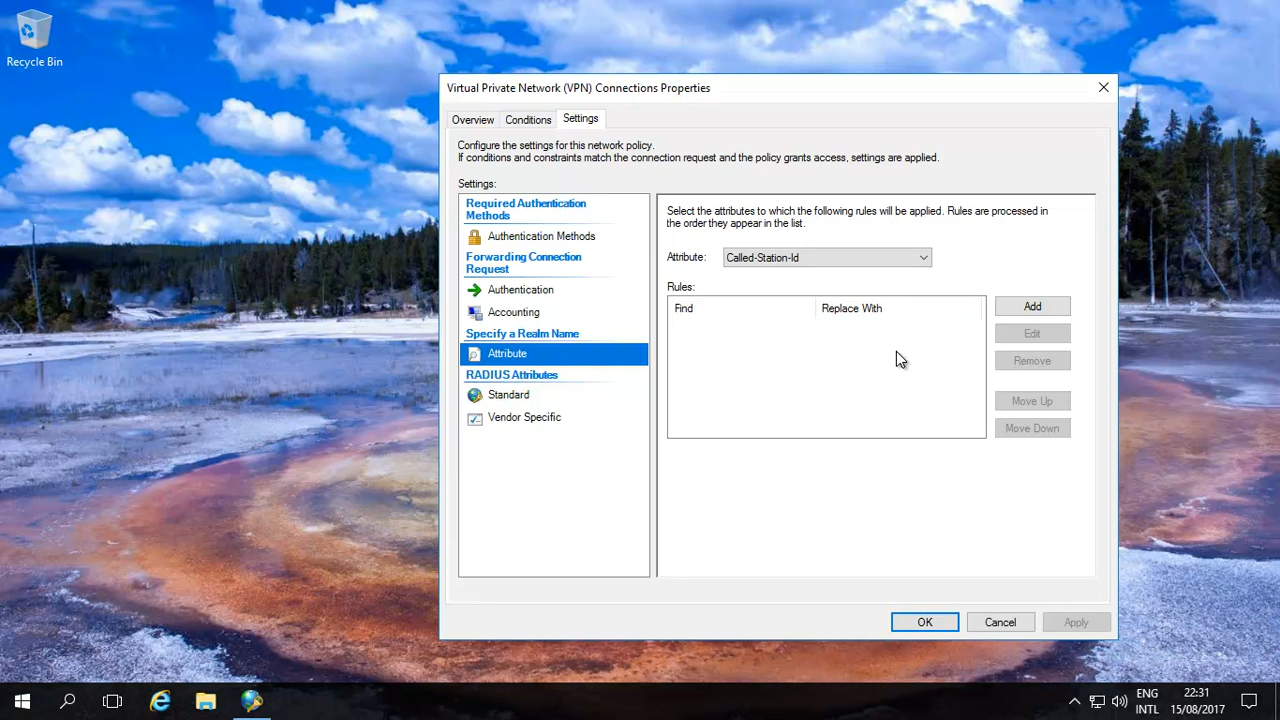 Recycle Bin
Virtual Private Network (VPN) Connections Properties
Overview
Conditions
Settings
Configure the settings for this network policy.
If conditions and constraints match the connection request and the policy grants access, settings are applied.
Settings:
Required Authentication
Methods
Authentication Methods
Forwarding Connection
Request
Authentication
Accounting
Specify a Realm Name
Attribute
RADIUS Attributes
Standard
Vendor Specific
Select the attributes to which the following rules will be applied. Rules are processed in
the order they appear in the list.
Attribute:
Called-Station-Id
Rules:
Find
Replace With
Add
Edit
Remove
Move Up
Move Down
OK
Cancel
Apply
ENG
INTL
22:31
15/08/2017